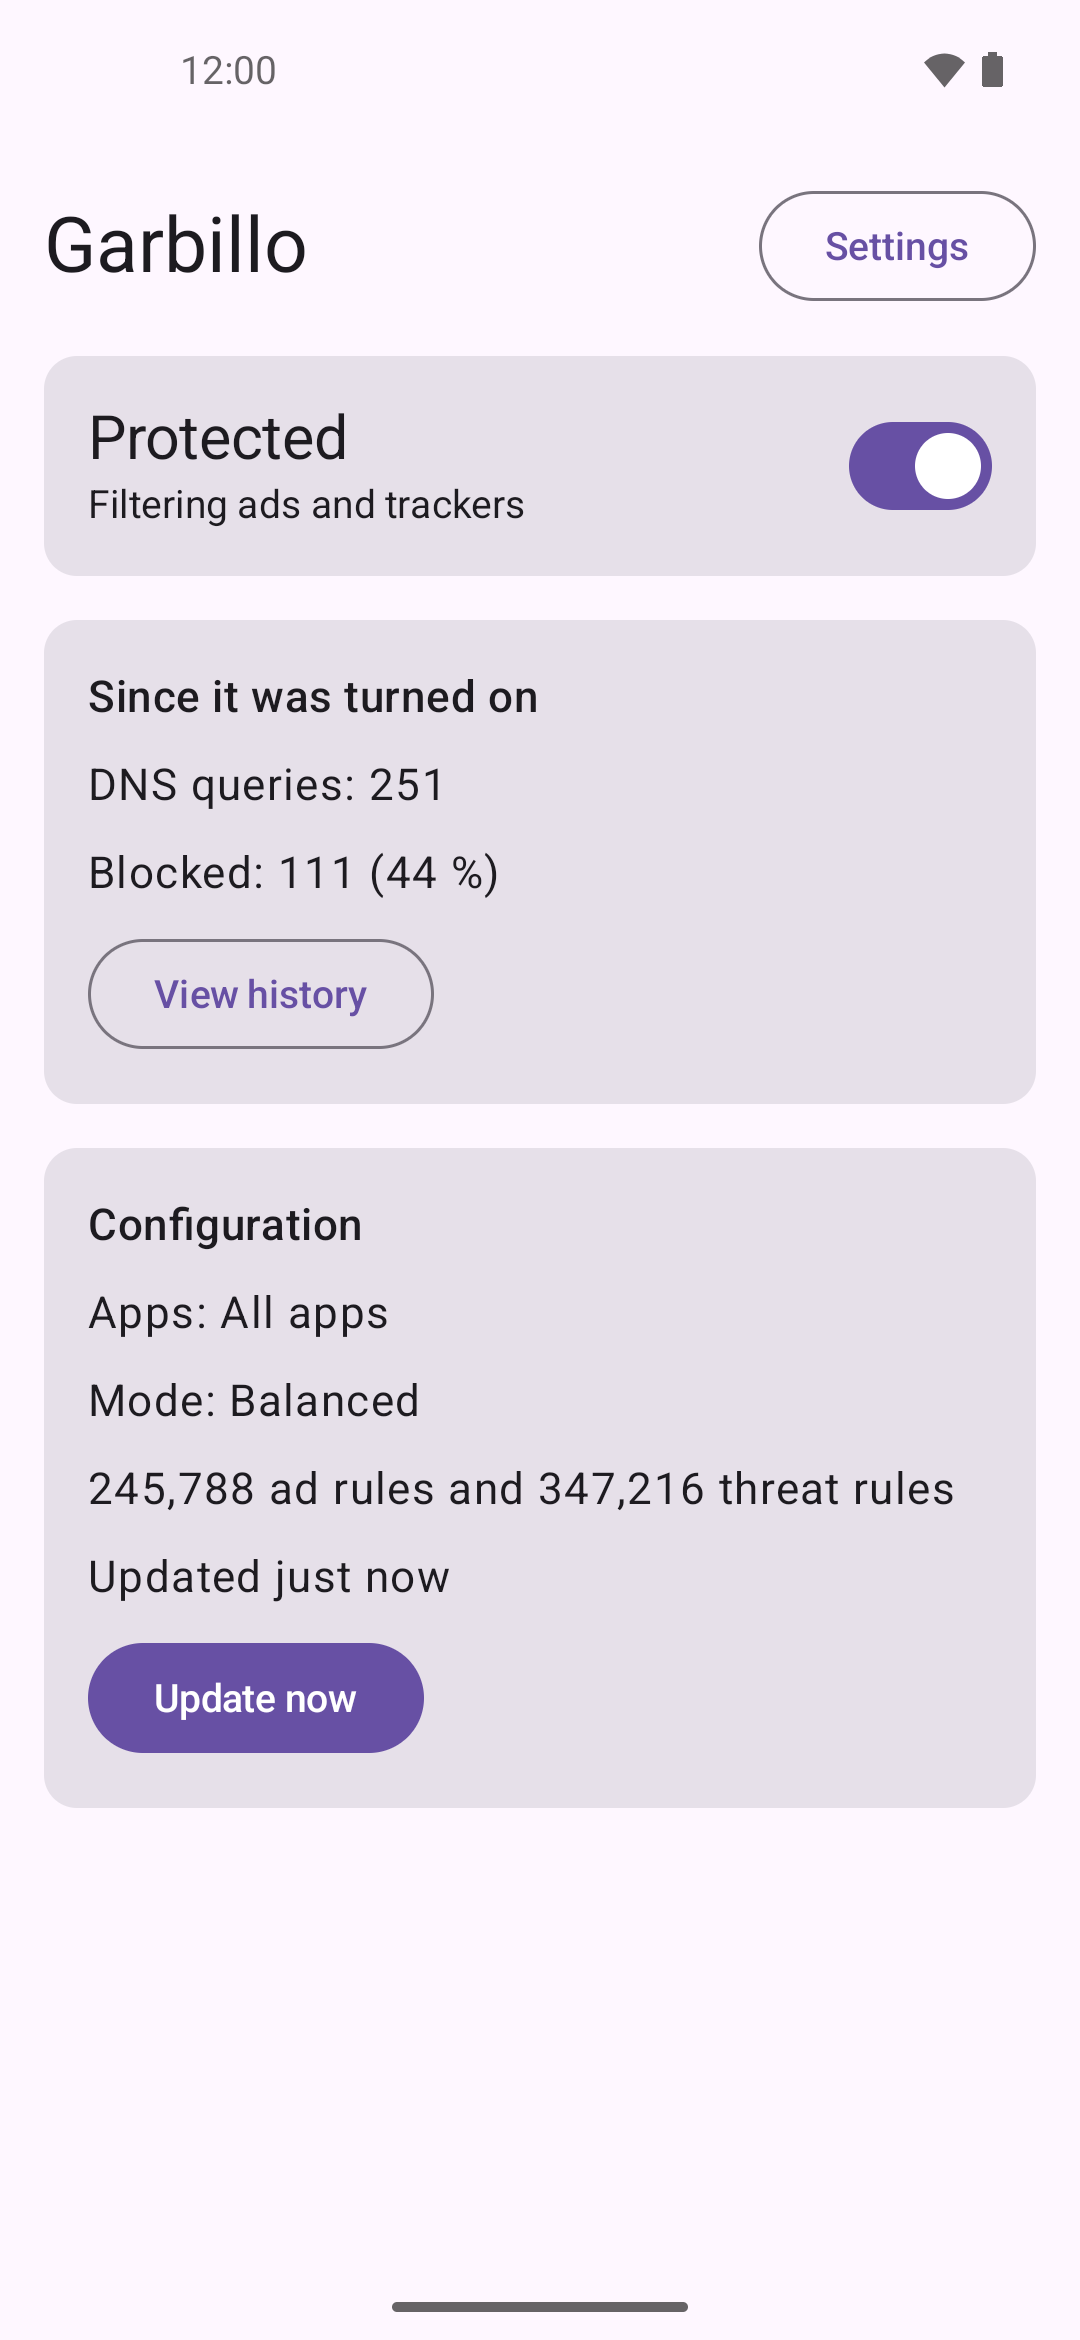 12:00
Garbillo
Settings
Protected
Filtering ads and trackers
Since it was turned on
DNS queries: 251
Blocked: 111 (44 %)
View history
Configuration
Apps: All apps
Mode: Balanced
245,788 ad rules and 347,216 threat rules
Updated just now
Update now